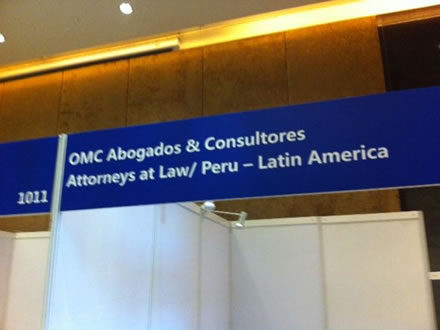 OMC Abogados & Consultores
Attorneys at Law/ Peru – Latin America
1011